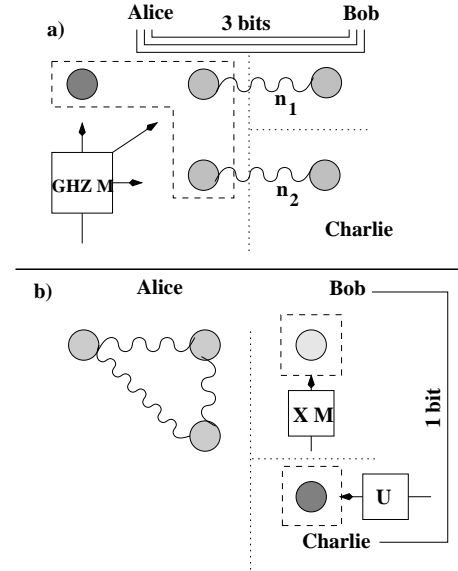 Alice Bob
a) 3 bits
n1
GHZ M
n2
Charlie
b) Alice Bob
X M
1 bit
U
Charlie